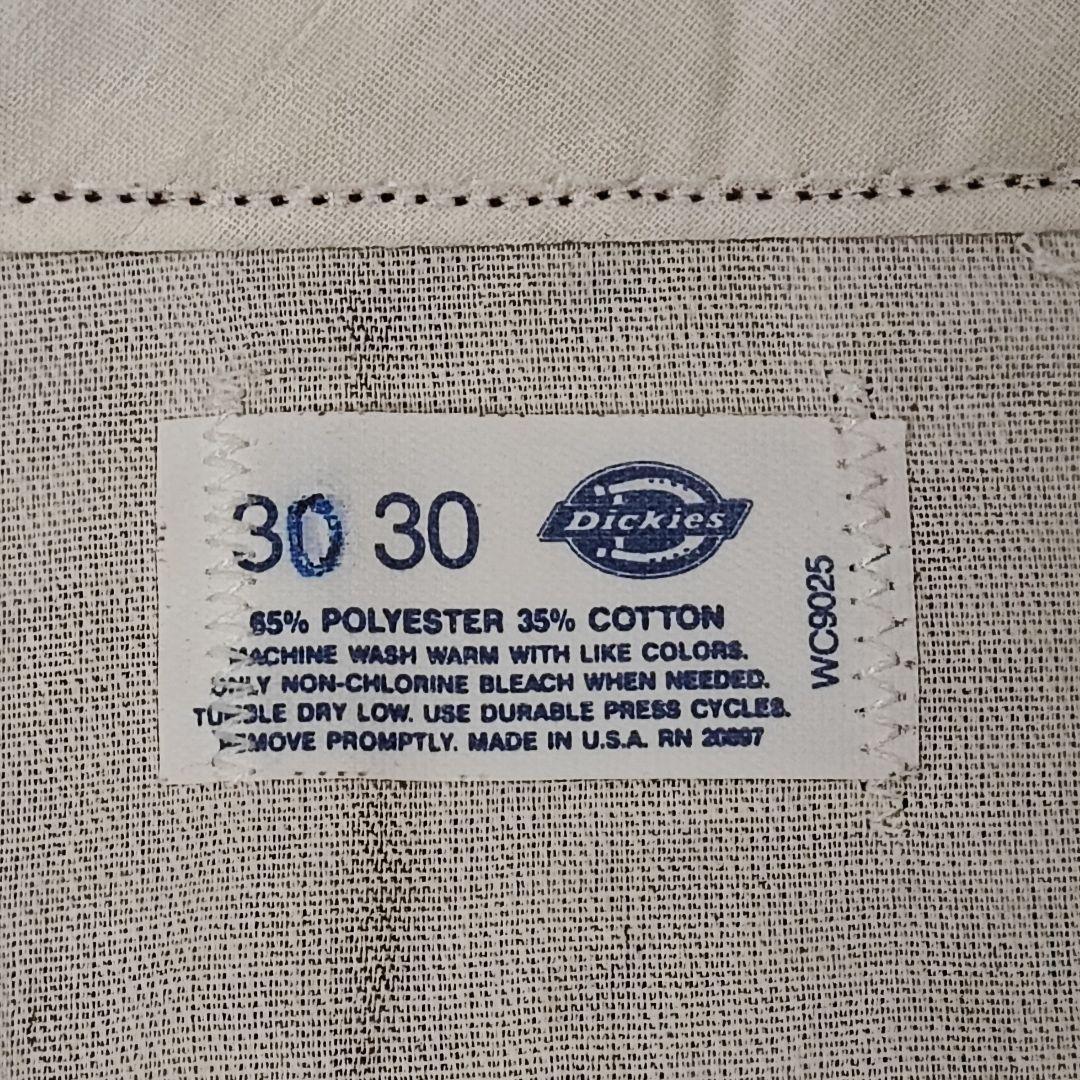 30 30
Dickies
65% POLYESTER 35% COTTON
MACHINE WASH WARM WITH LIKE COLORS.
ONLY NON-CHLORINE BLEACH WHEN NEEDED.
TUMBLE DRY LOW. USE DURABLE PRESS CYCLES.
REMOVE PROMPTLY. MADE IN U.S.A. RN 20697
WC9025